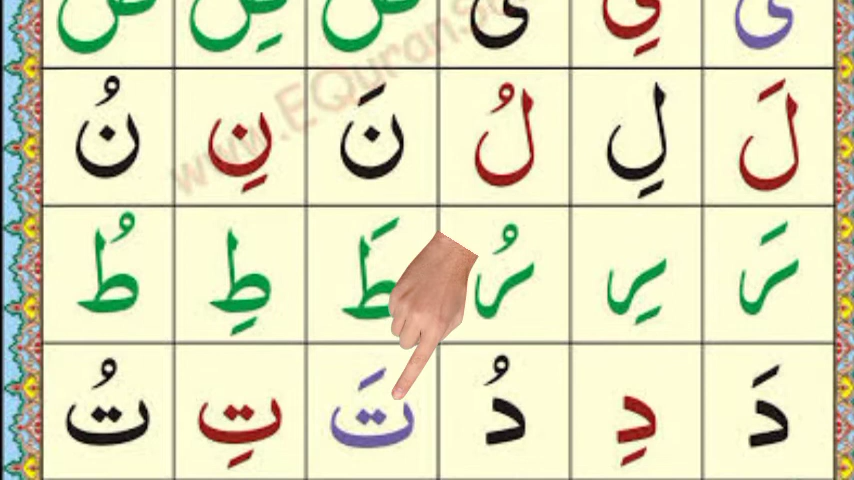 لَ لِ لُ نَ نِ نُ
رَ رِ رُ طَ طِ طُ
دَ دِ دُ تَ تِ تُ